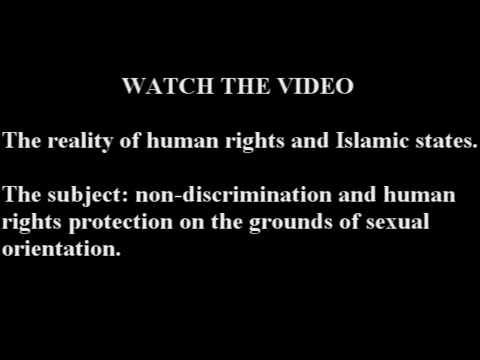 WATCH THE VIDEO
The reality of human rights and Islamic states.
The subject: non-discrimination and human
rights protection on the grounds of sexual
orientation.